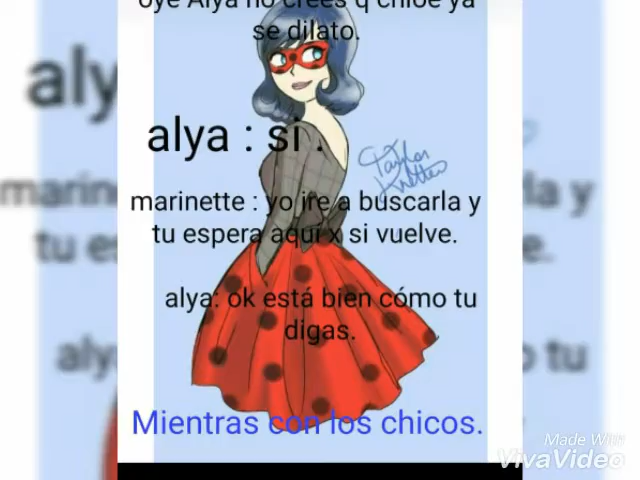 oye Alya no crees q chloe ya
se dilato.
alya : si .
marinette : yo ire a buscarla y
tu espera aquí x si vuelve.
alya: ok está bien cómo tu
digas.
Mientras con los chicos.
Made With
VivaVideo